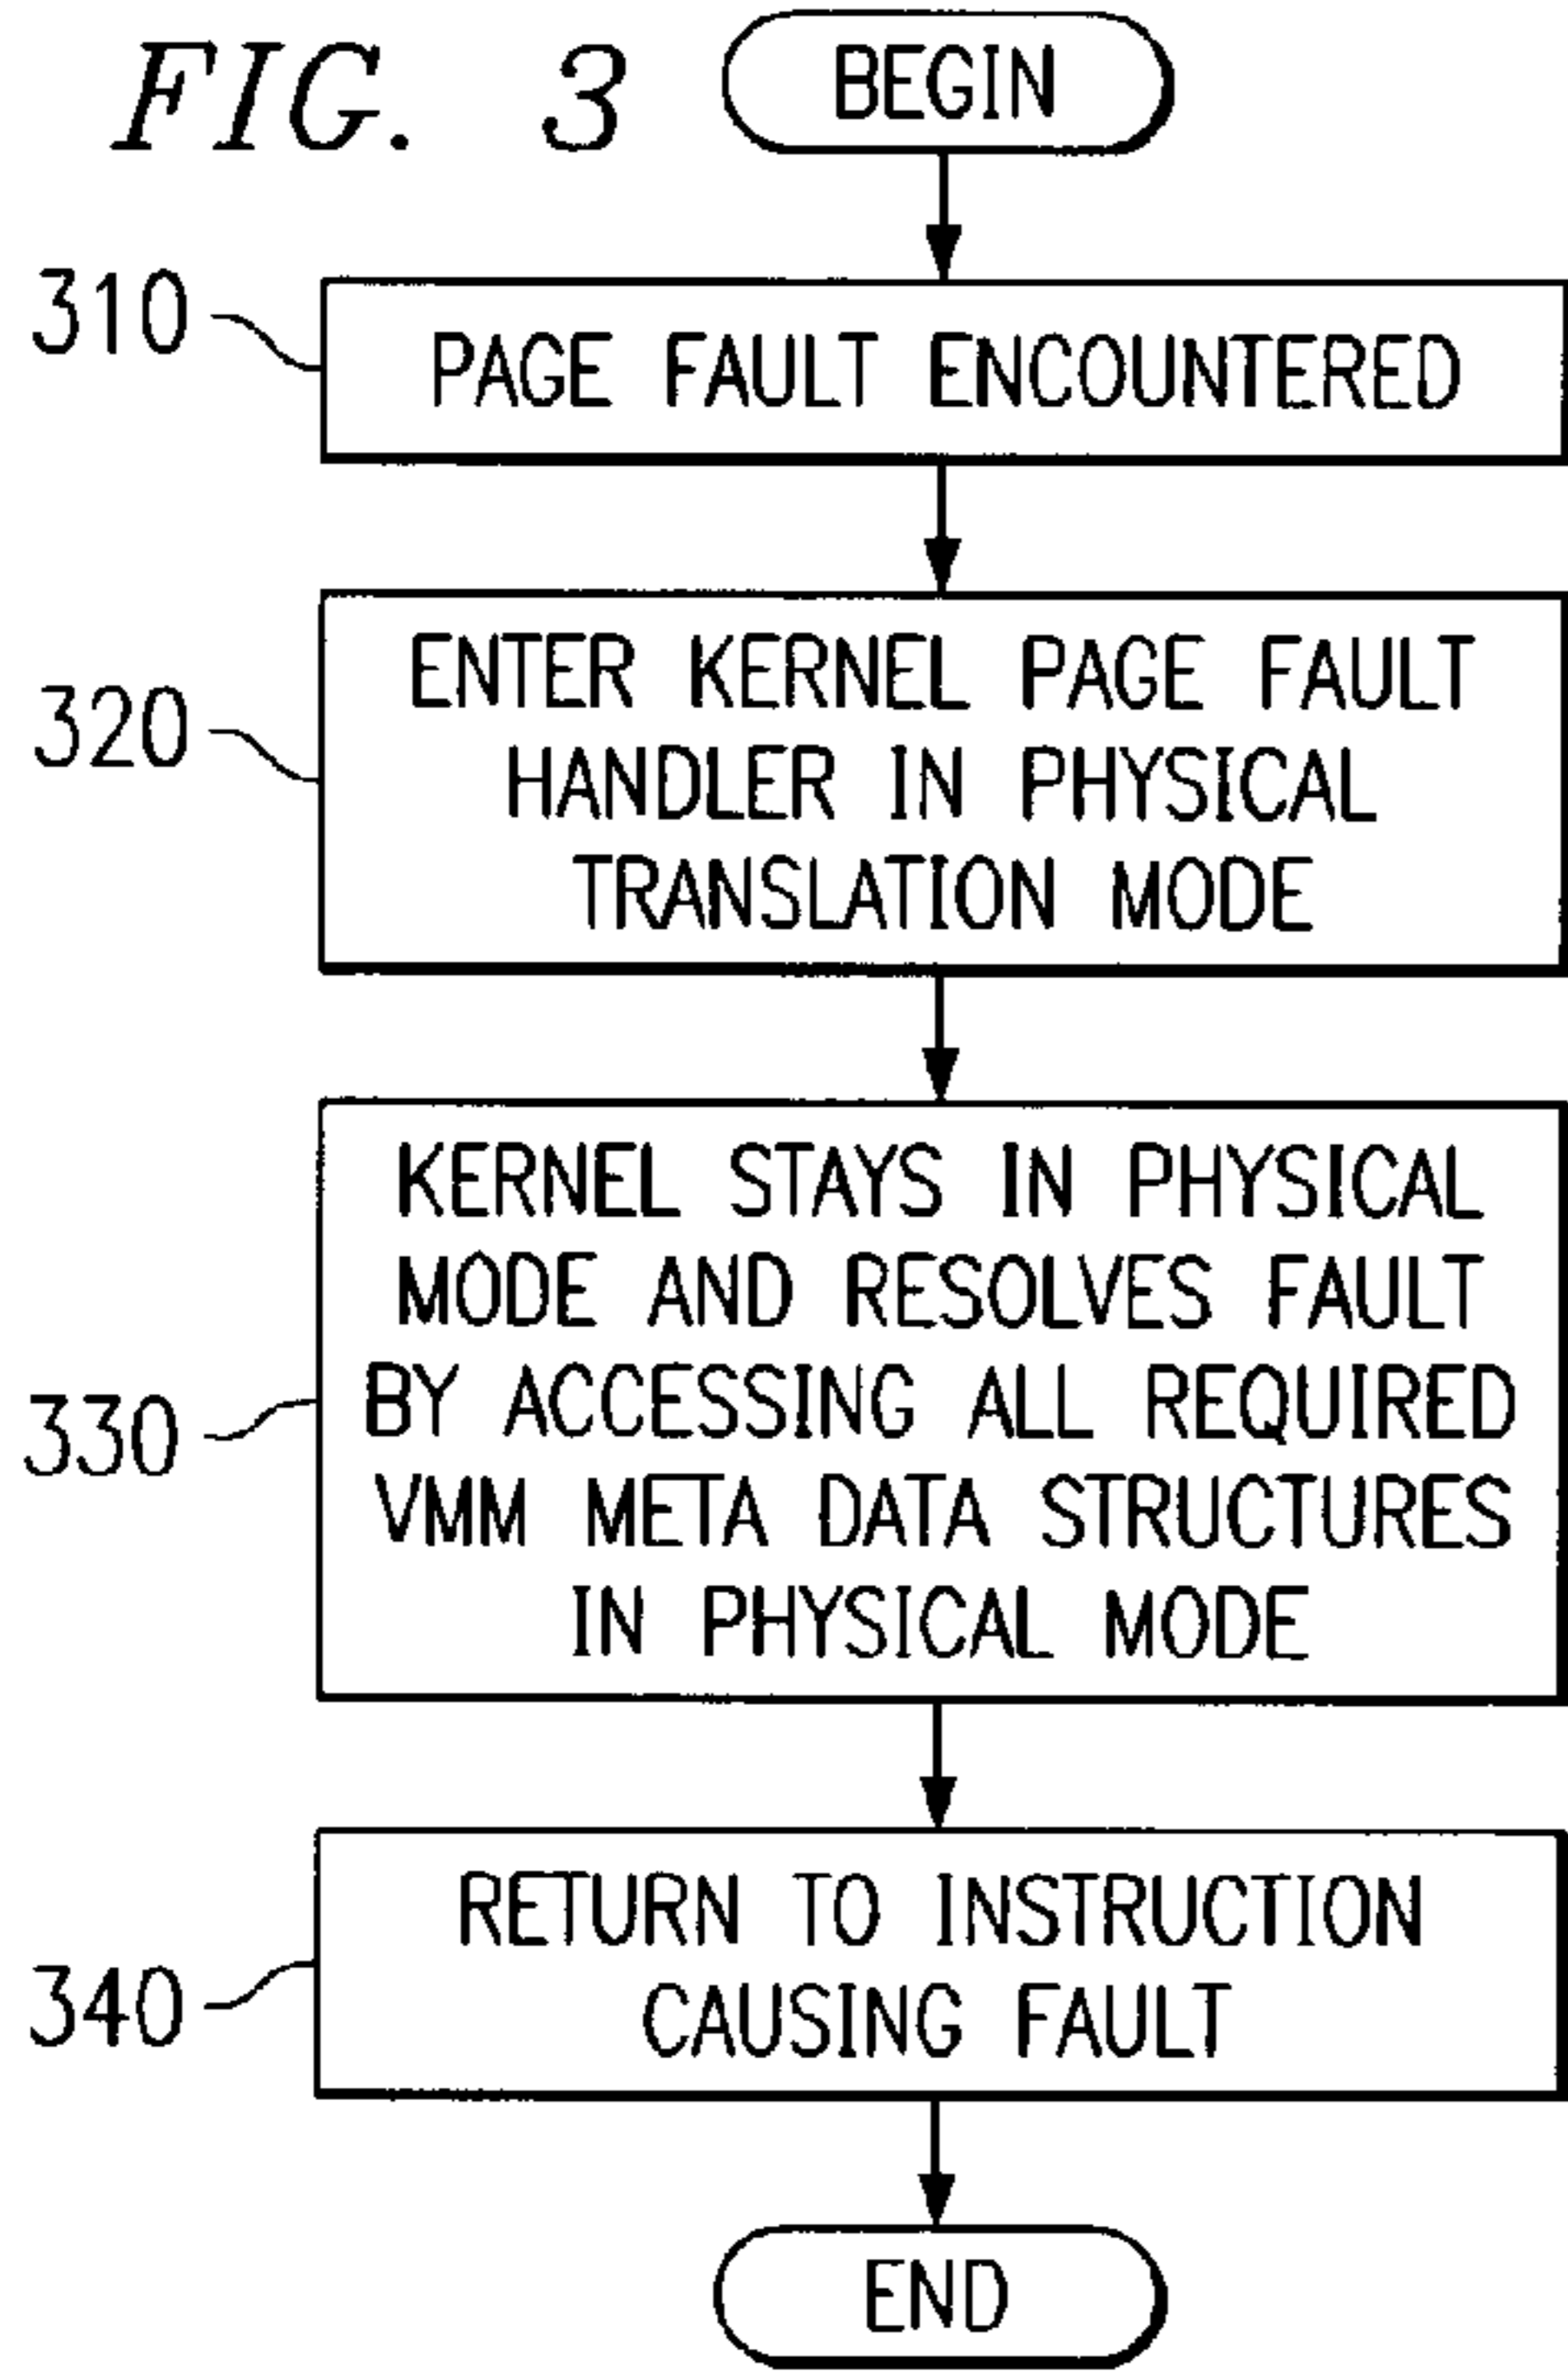 FIG. 3
BEGIN
310
PAGE FAULT ENCOUNTERED
320
ENTER KERNEL PAGE FAULT
HANDLER IN PHYSICAL
TRANSLATION MODE
330
KERNEL STAYS IN PHYSICAL
MODE AND RESOLVES FAULT
BY ACCESSING ALL REQUIRED
VMM META DATA STRUCTURES
IN PHYSICAL MODE
340
RETURN TO INSTRUCTION
CAUSING FAULT
END